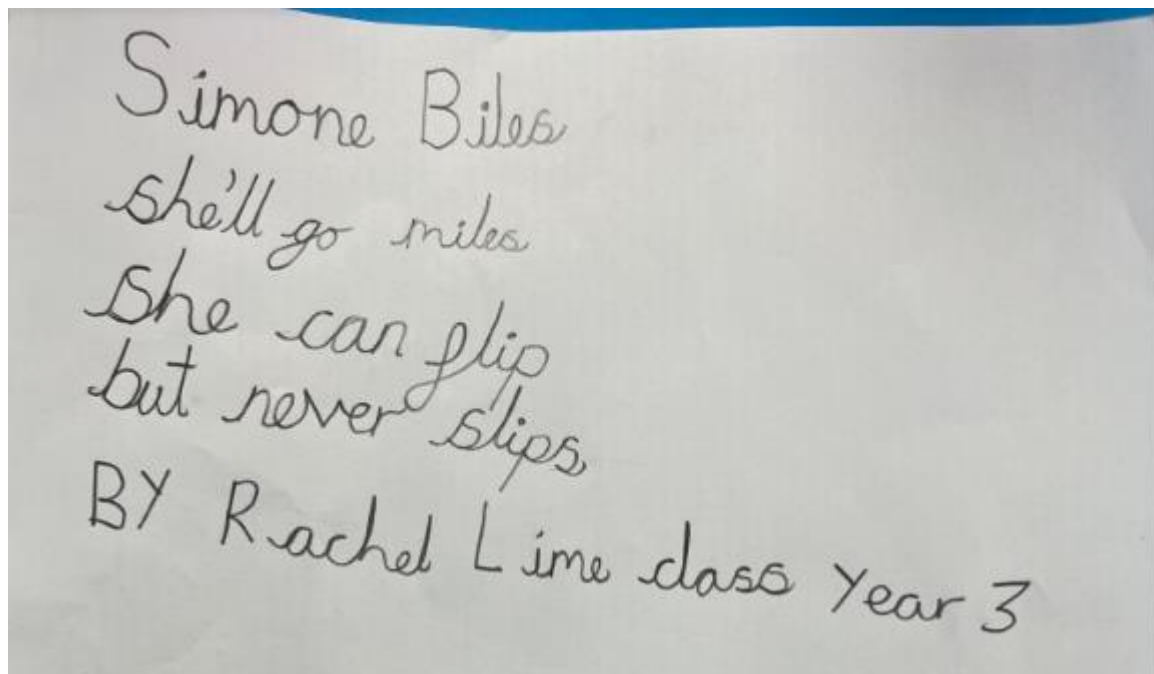 Simone Biles
she'll go miles
she can flip
but never slips
BY Rachel Lime class Year 3